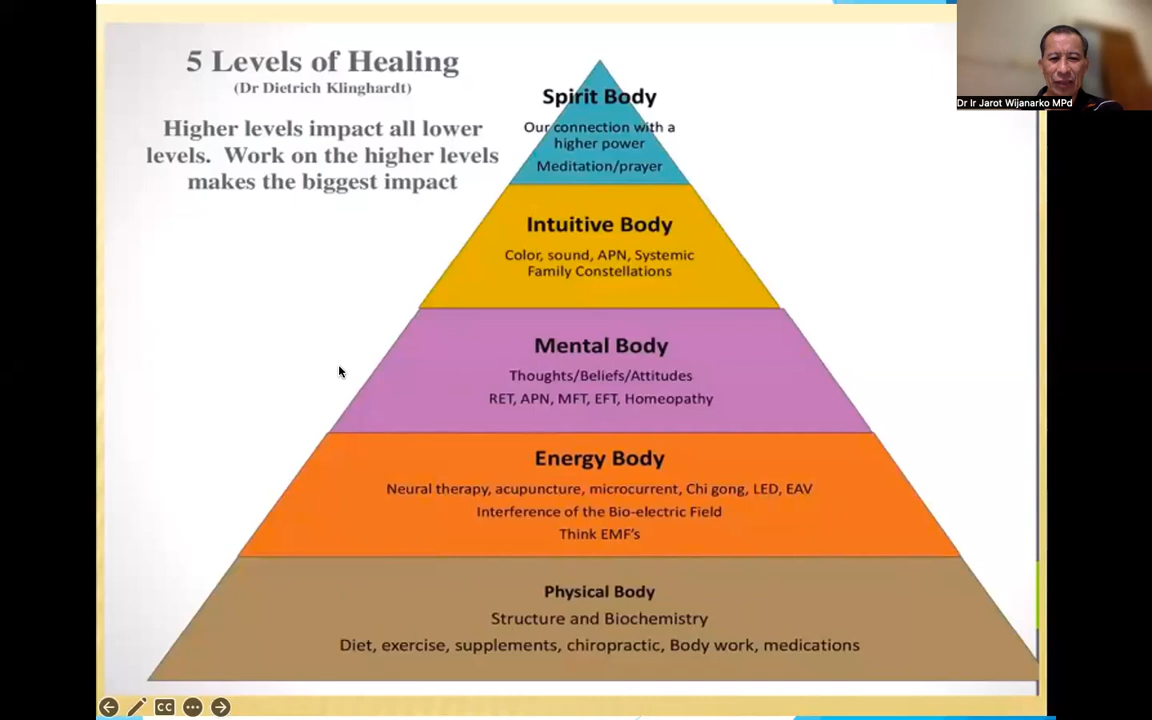 5 Levels of Healing
(Dr Dietrich Klinghardt)
Higher levels impact all lower
levels. Work on the higher levels
makes the biggest impact
Spirit Body
Our connection with a
higher power
Meditation/prayer
Intuitive Body
Color, sound, APN, Systemic
Family Constellations
Mental Body
Thoughts/Beliefs/Attitudes
RET, APN, MFT, EFT, Homeopathy
Energy Body
Neural therapy, acupuncture, microcurrent, Chi gong, LED, EAV
Interference of the Bio-electric Field
Think EMF's
Physical Body
Structure and Biochemistry
Diet, exercise, supplements, chiropractic, Body work, medications
Dr Ir Jarot Wijanarko MPd
CC